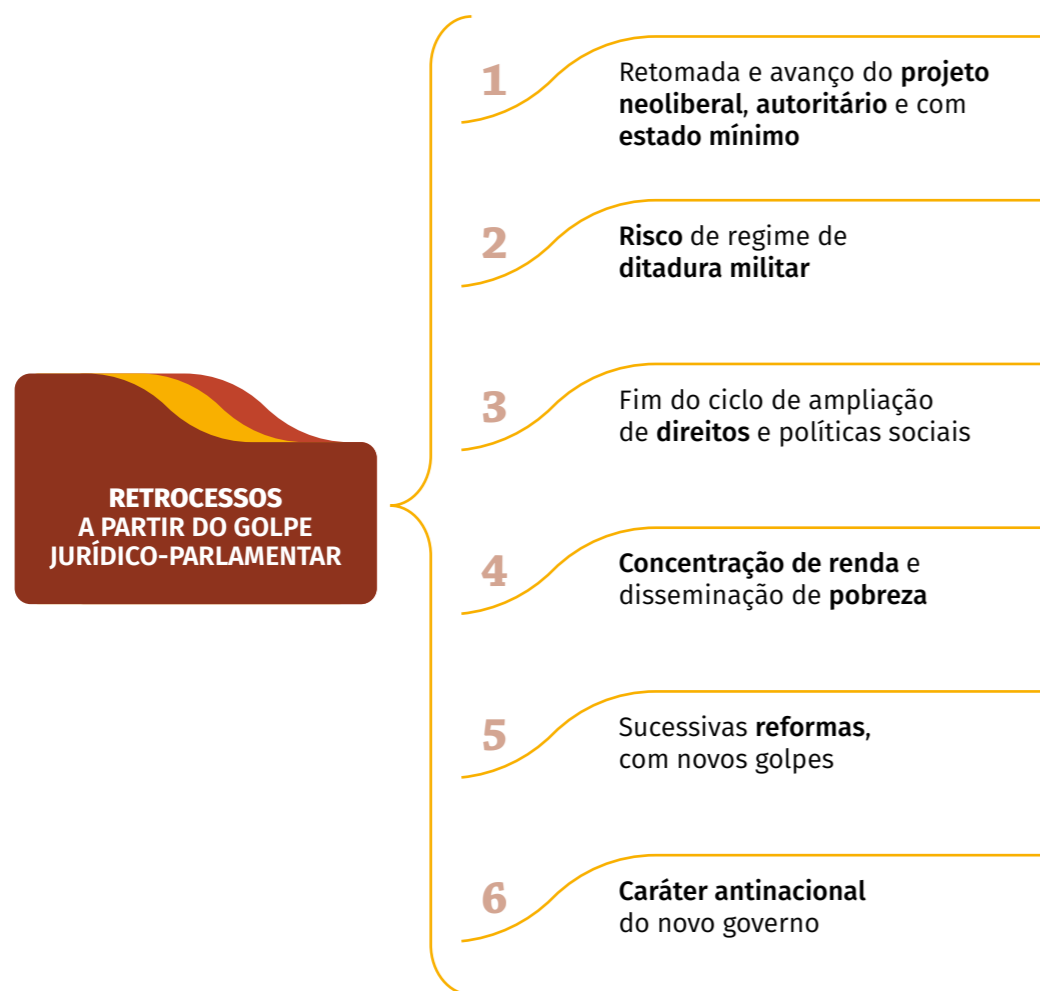 RETROCESSOS
A PARTIR DO GOLPE
JURÍDICO-PARLAMENTAR
1
Retomada e avanço do projeto
neoliberal, autoritário e com
estado mínimo
2
Risco de regime de
ditadura militar
3
Fim do ciclo de ampliação
de direitos e políticas sociais
4
Concentração de renda e
disseminação de pobreza
5
Sucessivas reformas,
com novos golpes
6
Caráter antinacional
do novo governo